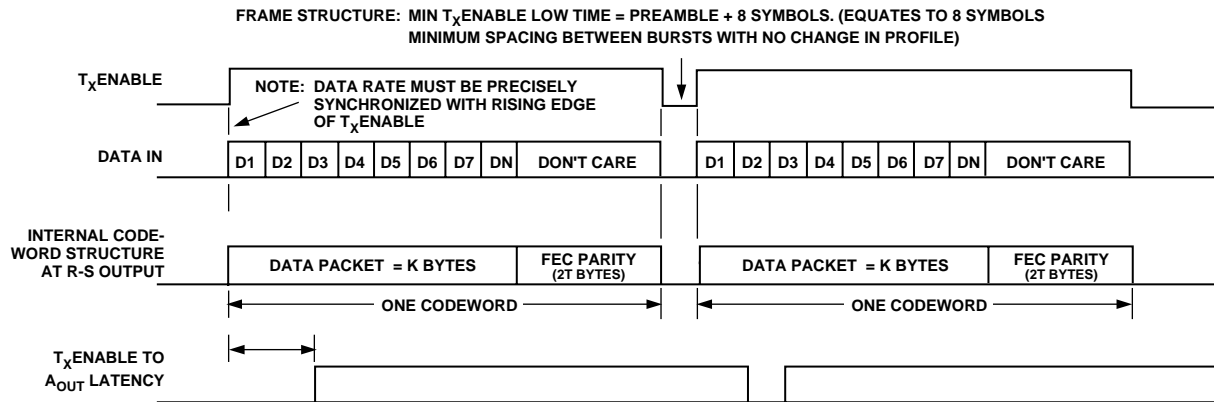 FRAME STRUCTURE: MIN TXENABLE LOW TIME = PREAMBLE + 8 SYMBOLS. (EQUATES TO 8 SYMBOLS
MINIMUM SPACING BETWEEN BURSTS WITH NO CHANGE IN PROFILE)
TXENABLE
NOTE: DATA RATE MUST BE PRECISELY
SYNCHRONIZED WITH RISING EDGE
OF TXENABLE
DATA IN
D1 D2 D3 D4 D5 D6 D7 DN DON'T CARE
D1 D2 D3 D4 D5 D6 D7 DN DON'T CARE
INTERNAL CODE-
WORD STRUCTURE
AT R-S OUTPUT
DATA PACKET = K BYTES
FEC PARITY
(2T BYTES)
DATA PACKET = K BYTES
FEC PARITY
(2T BYTES)
ONE CODEWORD
ONE CODEWORD
TXENABLE TO
AOUT LATENCY